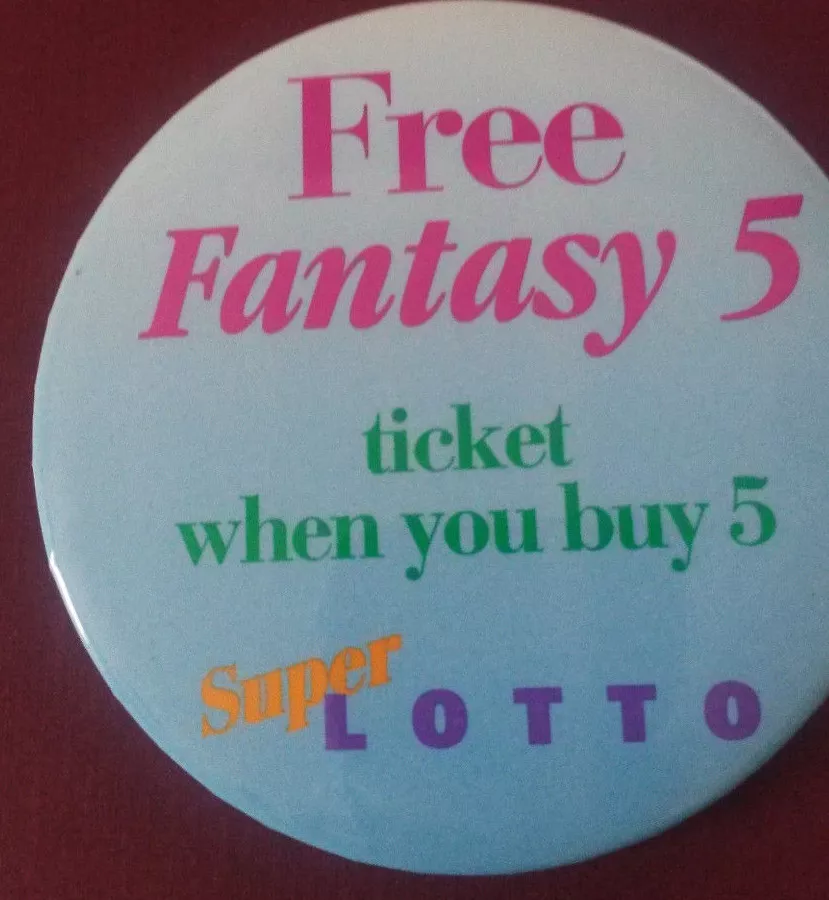 Free
Fantasy 5
ticket
when you buy 5
Super
LOTTO